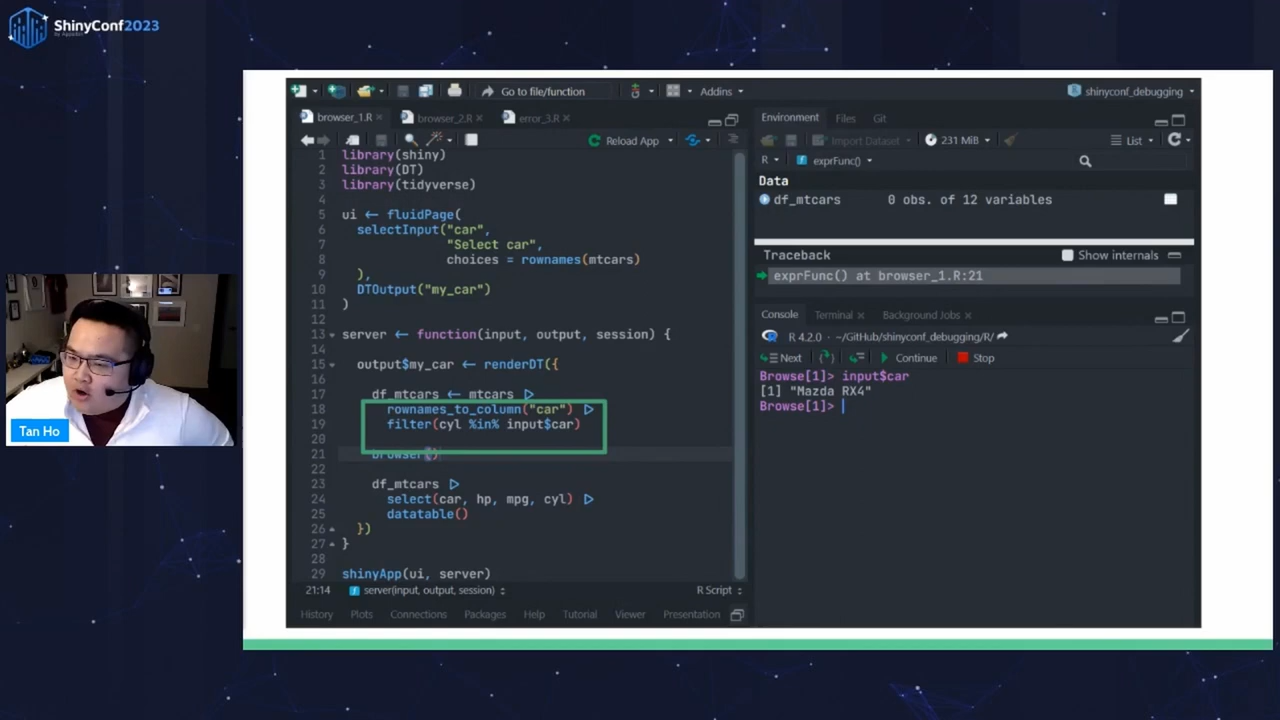 ShinyConf2023
by Appsilon
Go to file/function
Addins
shinyconf_debugging
browser_1.R
browser_2.R
error_3.R
Reload App
1 library(shiny)
2 library(DT)
3 library(tidyverse)
4
5 ui ← fluidPage(
6 selectInput("car",
7 "Select car",
8 choices = rownames(mtcars)
9 ),
10 DTOutput("my_car")
11 )
12
13 server ← function(input, output, session) {
14
15 output$my_car ← renderDT({
16
17 df_mtcars ← mtcars ▷
18 rownames_to_column("car") ▷
19 filter(cyl %in% input$car)
20
21 browser()
22
23 df_mtcars ▷
24 select(car, hp, mpg, cyl) ▷
25 datatable()
26 })
27 }
28
29 shinyApp(ui, server)
21:14 server(input, output, session)
R Script
History Plots Connections Packages Help Tutorial Viewer Presentation
Environment Files Git
Import Dataset 231 MiB List
R exprFunc()
Data
df_mtcars 0 obs. of 12 variables
Traceback Show internals
exprFunc() at browser_1.R:21
Console Terminal Background Jobs
R 4.2.0 · ~/GitHub/shinyconf_debugging/R/
Next Continue Stop
Browse[1]> input$car
[1] "Mazda RX4"
Browse[1]>
Tan Ho